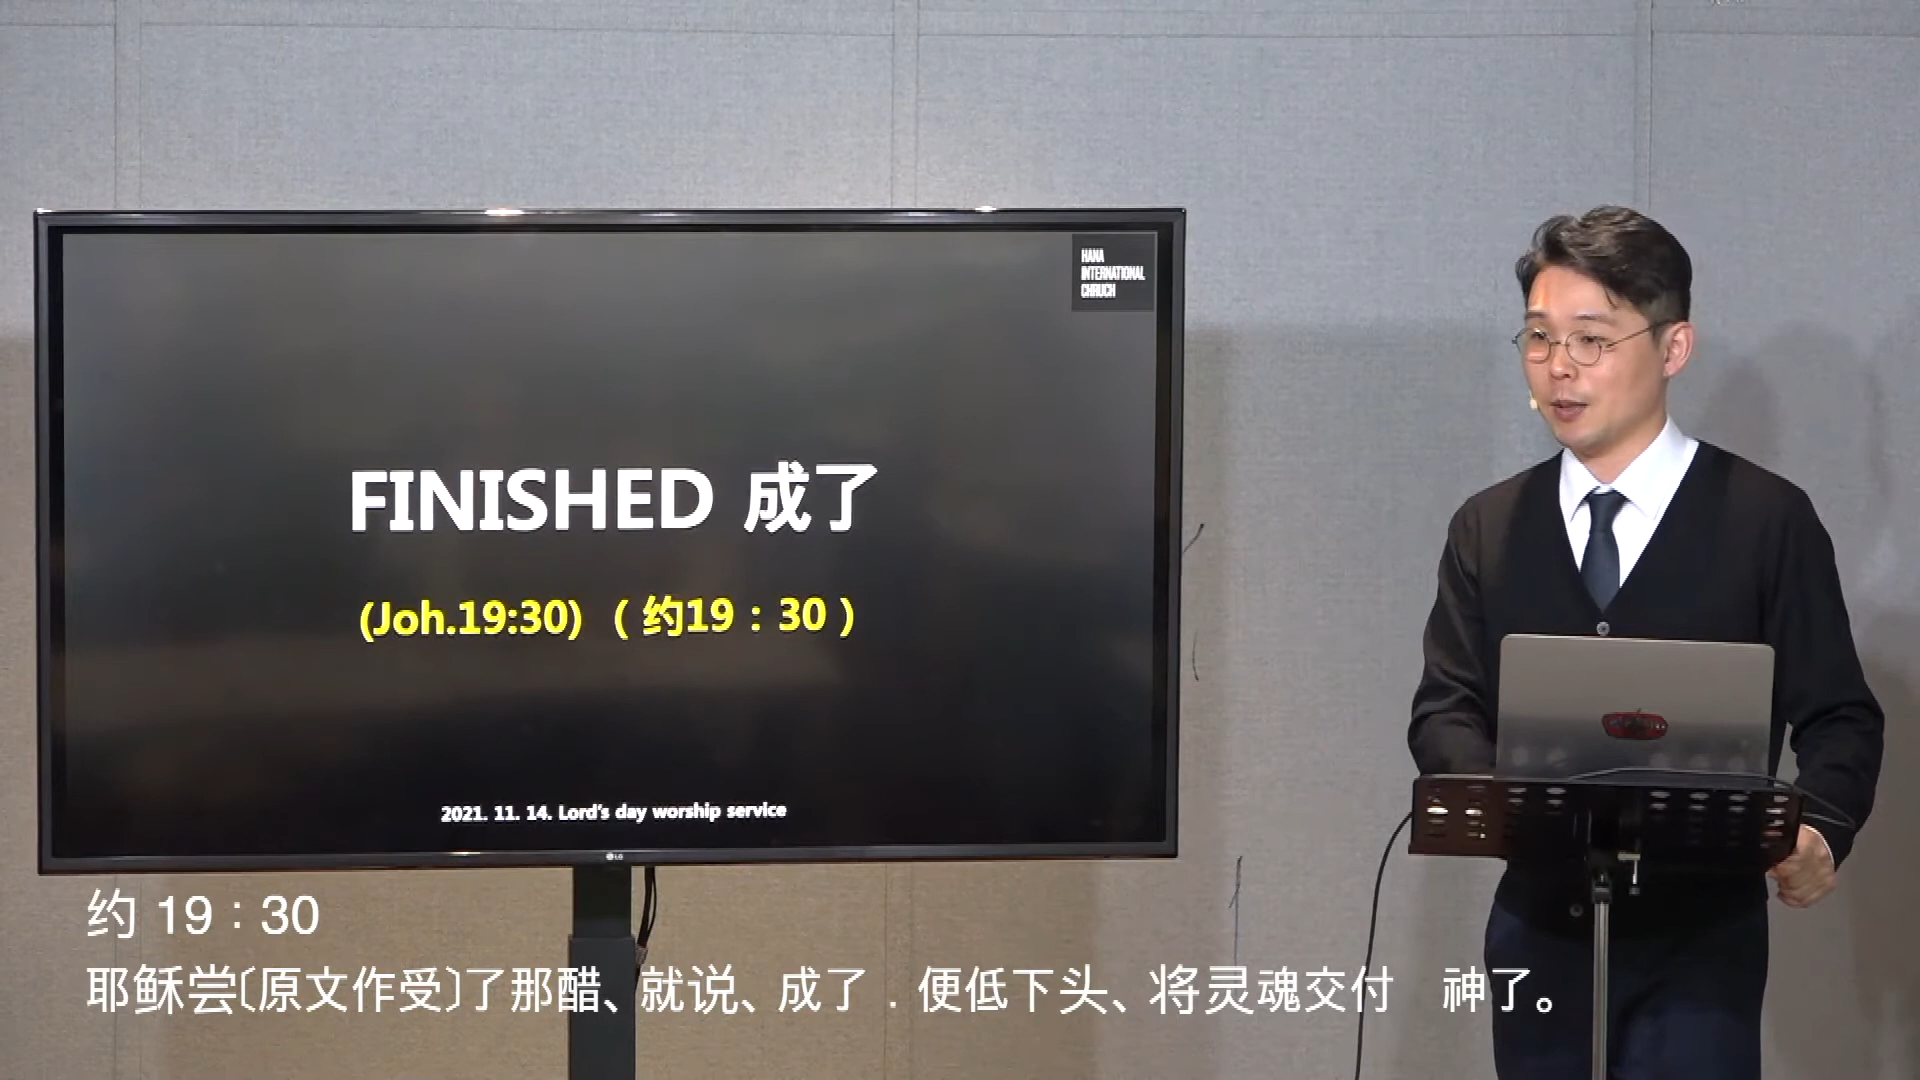 HANA
INTERNATIONAL
CHRUCH
FINISHED 成了
(Joh.19:30) （约19：30）
2021. 11. 14. Lord's day worship service
LG
约 19：30
耶稣尝〔原文作受〕了那醋、就说、成了．便低下头、将灵魂交付　神了。